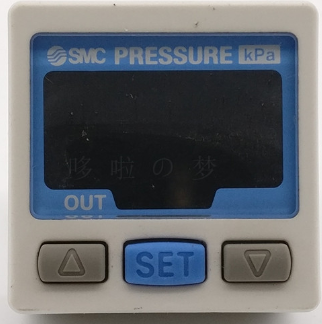 SMC PRESSURE kPa
哆啦の梦
OUT
△ SET ▽